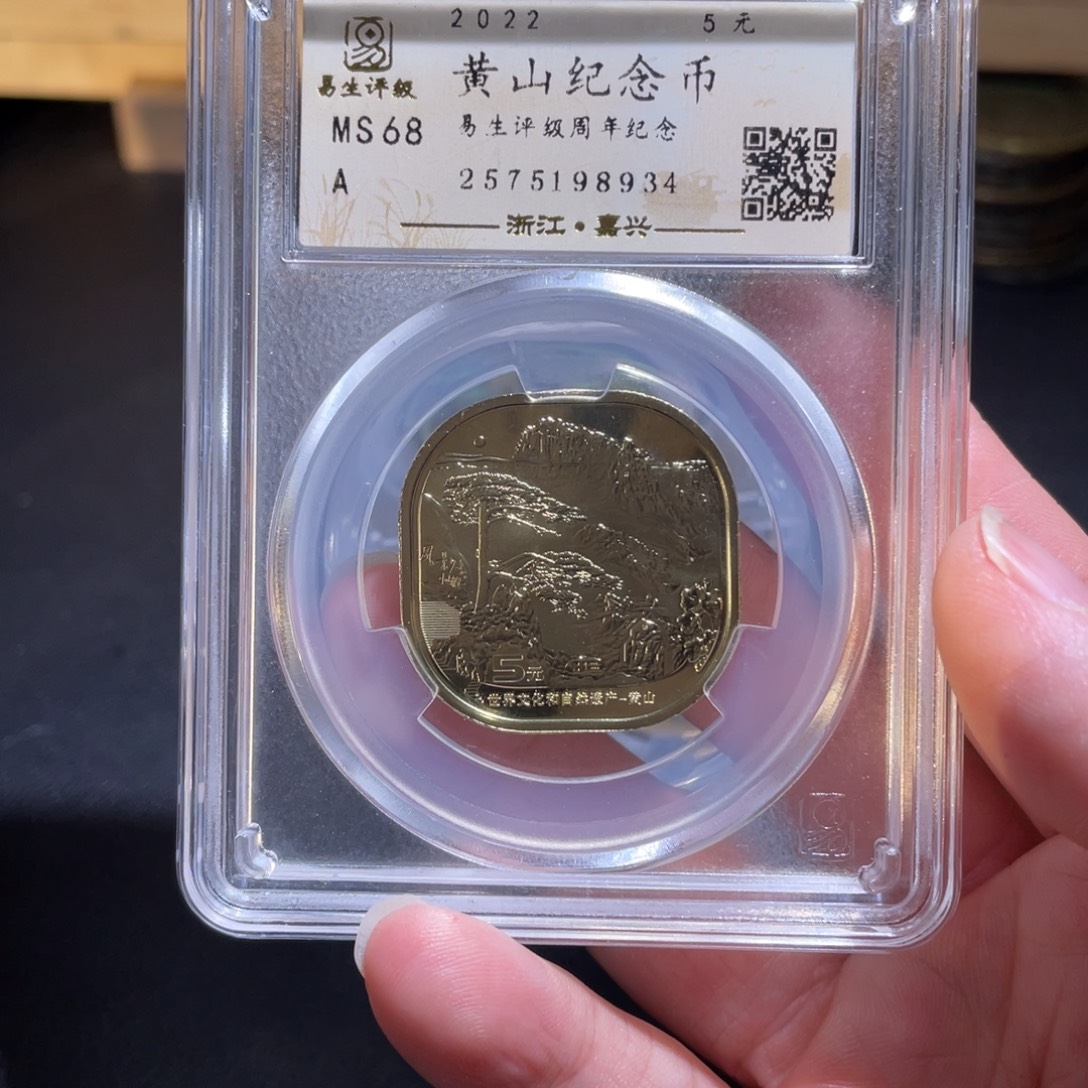 2022 5元
易
易生评级
黄山纪念币
MS68
易生评级周年纪念
A
2575198934
浙江·嘉兴
5元
世界文化和自然遗产-黄山